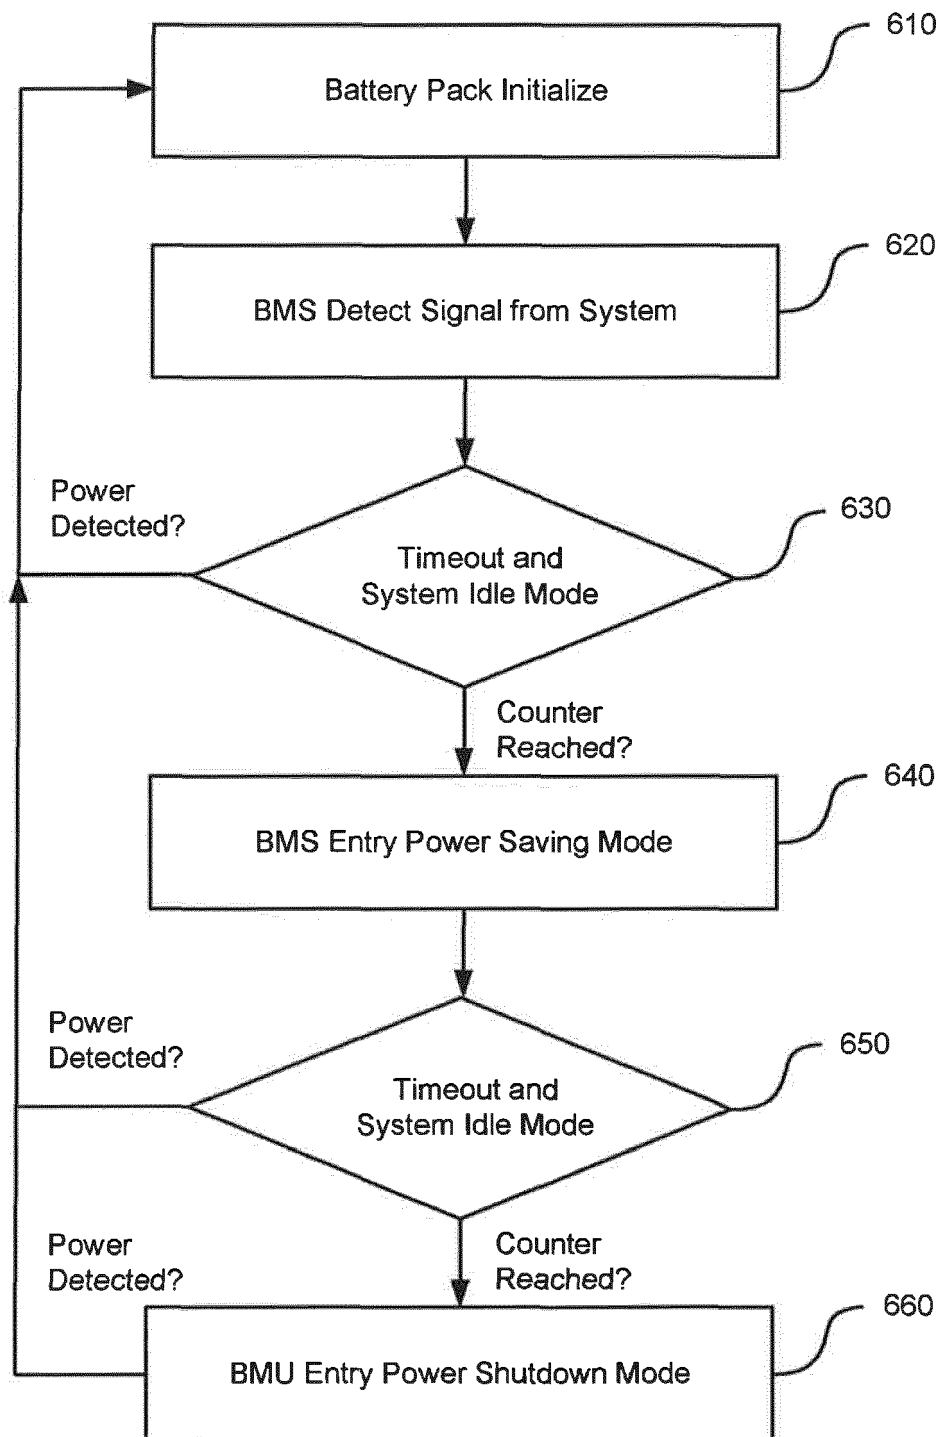 610
Battery Pack Initialize
620
BMS Detect Signal from System
Power
Detected?
630
Timeout and
System Idle Mode
Counter
Reached?
640
BMS Entry Power Saving Mode
Power
Detected?
650
Timeout and
System Idle Mode
Power
Detected?
Counter
Reached?
660
BMU Entry Power Shutdown Mode